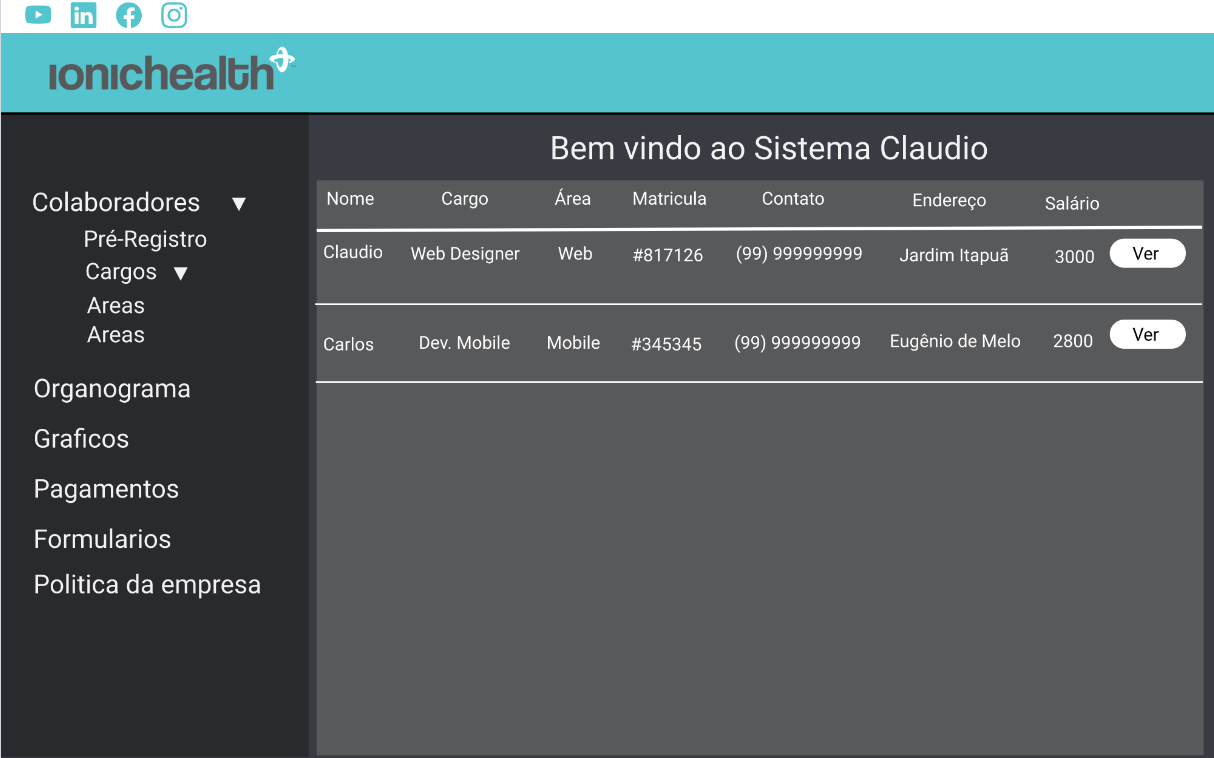 ionichealth
Bem vindo ao Sistema Claudio
Colaboradores ▼
Pré-Registro
Cargos ▼
Areas
Areas
Organograma
Graficos
Pagamentos
Formularios
Politica da empresa
Nome Cargo Área Matricula Contato Endereço Salário
Claudio Web Designer Web #817126 (99) 999999999 Jardim Itapuã 3000 Ver
Carlos Dev. Mobile Mobile #345345 (99) 999999999 Eugênio de Melo 2800 Ver